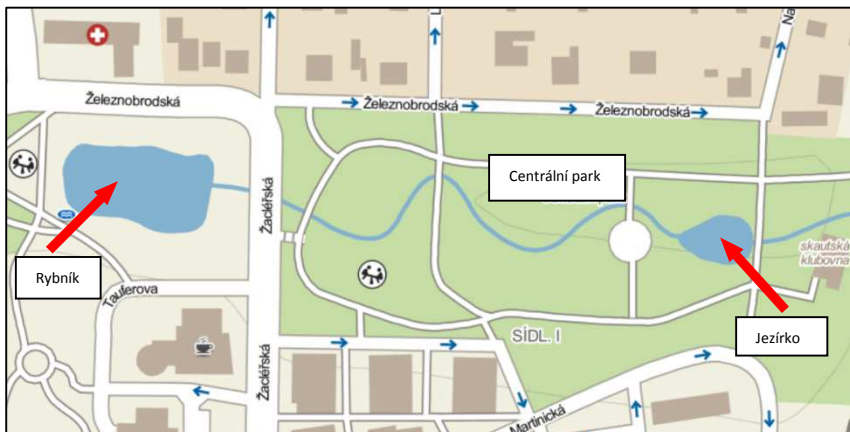 Železnobrodská
Železnobrodská
Železnobrodská
Centrální park
Žacléřská
skautská
klubovna
Rybník
Tauferova
SÍDL. I
Jezírko
Žacléřská
Martinická